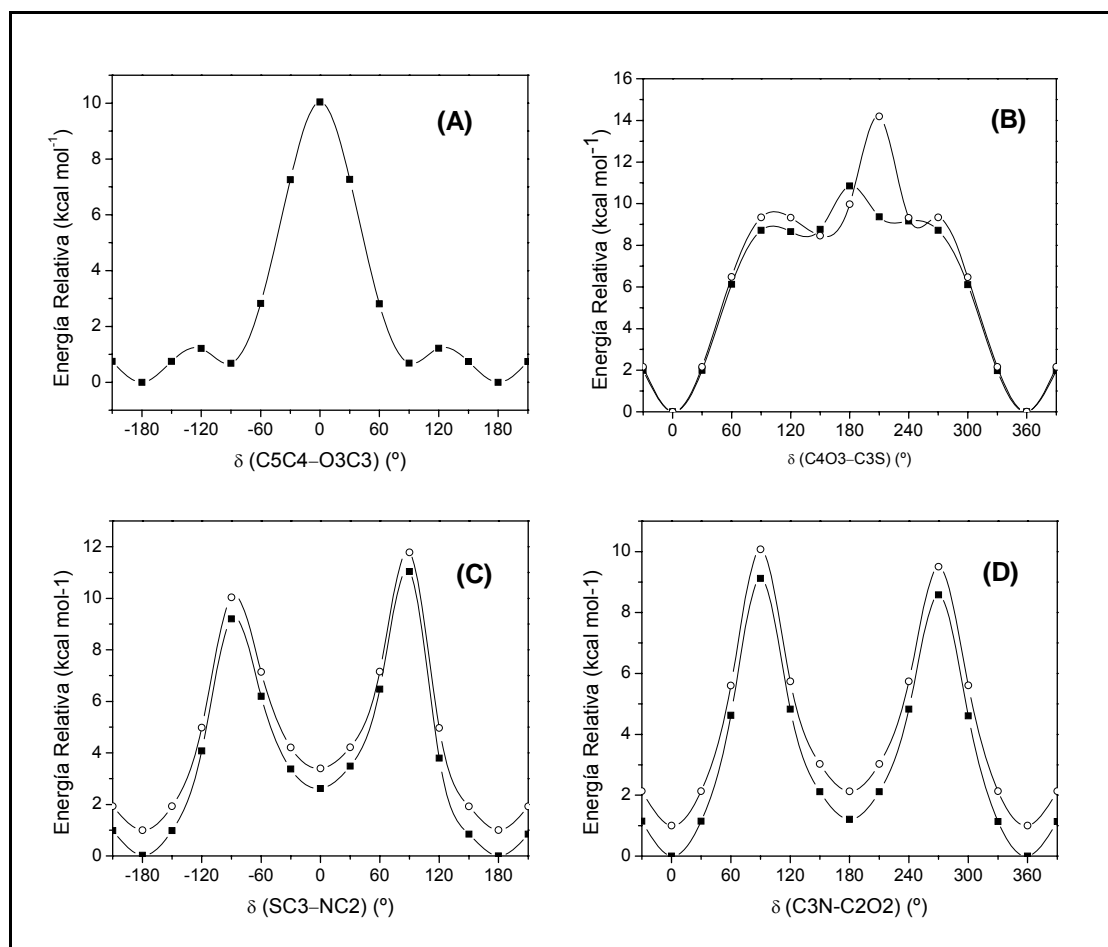 (A)
Energía Relativa (kcal mol-1)
10
8
6
4
2
0
-180 -120 -60 0 60 120 180
δ (C5C4–O3C3) (º)
(B)
Energía Relativa (kcal mol-1)
16
14
12
10
8
6
4
2
0
0 60 120 180 240 300 360
δ (C4O3–C3S) (º)
(C)
Energía Relativa (kcal mol-1)
12
10
8
6
4
2
0
-180 -120 -60 0 60 120 180
δ (SC3–NC2) (º)
(D)
Energía Relativa (kcal mol-1)
10
8
6
4
2
0
0 60 120 180 240 300 360
δ (C3N-C2O2) (º)